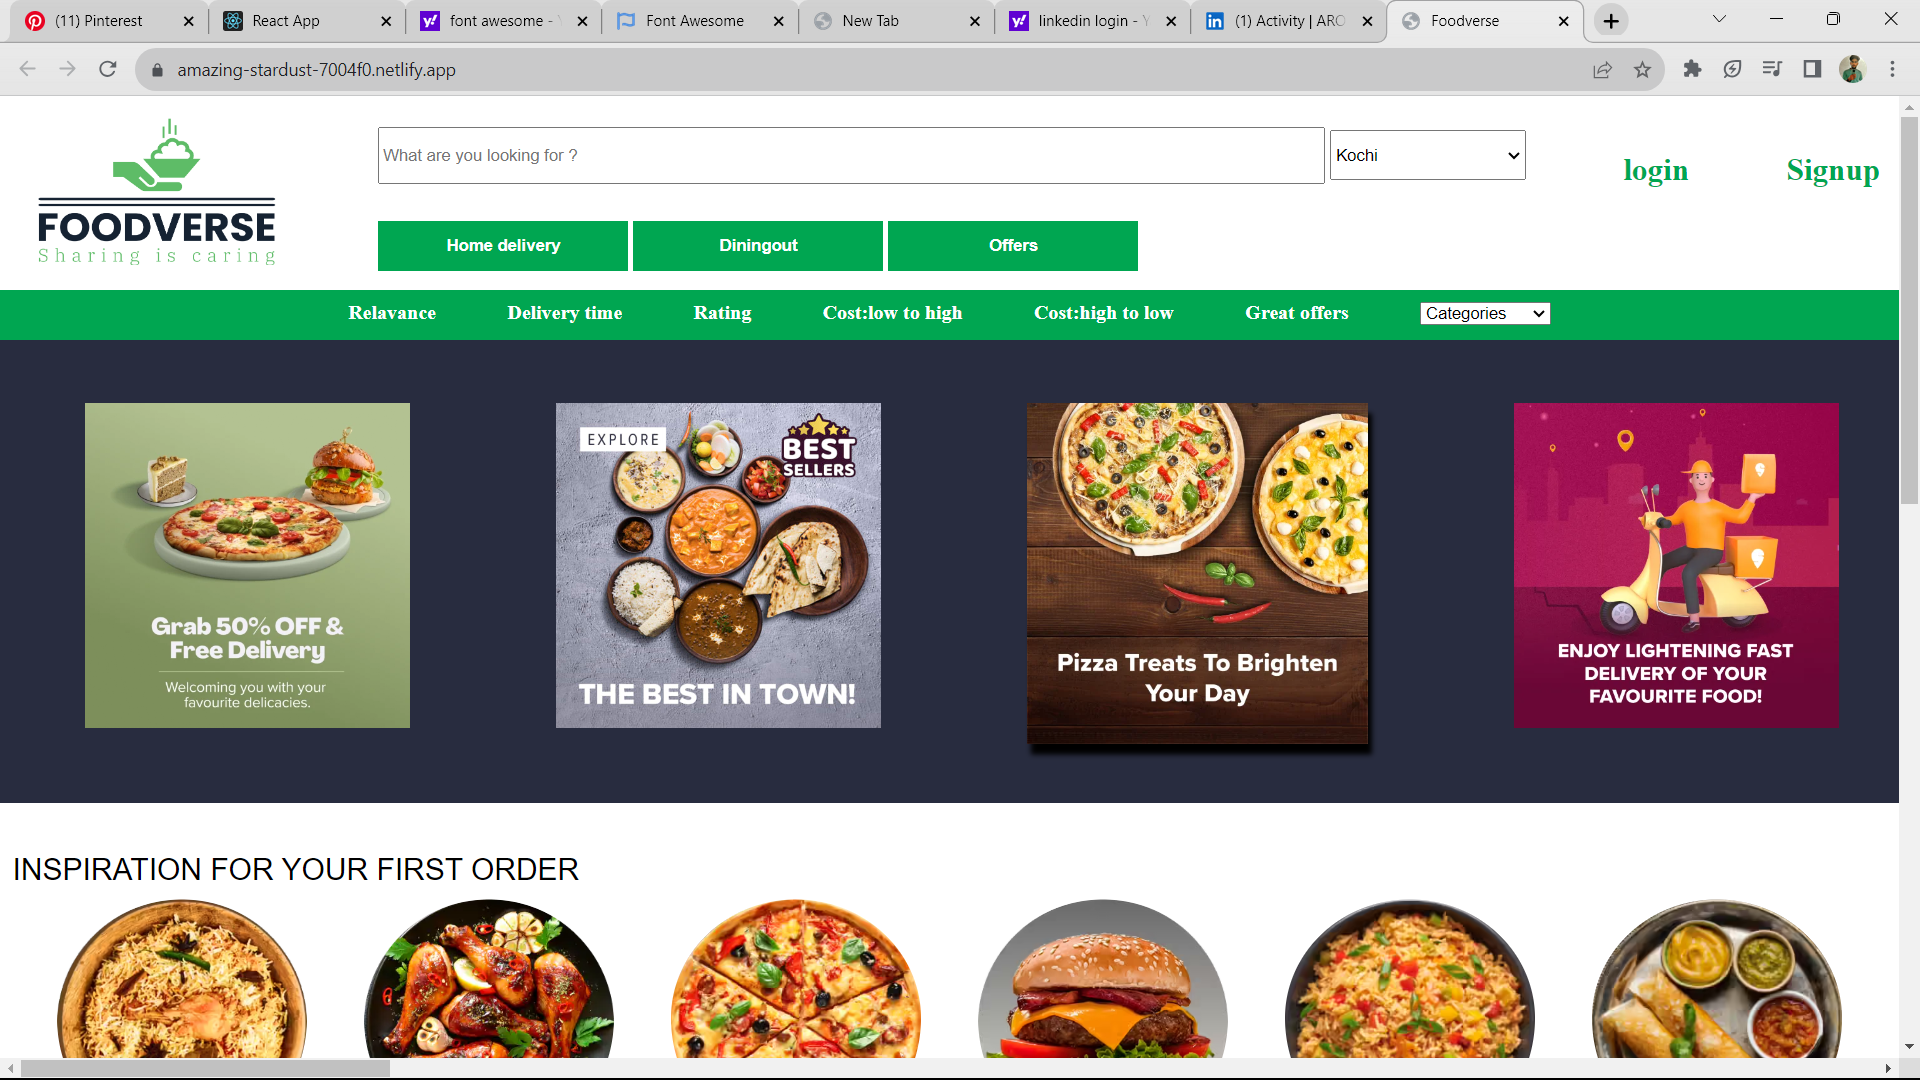 (11) Pinterest
React App
font awesome -
Font Awesome
New Tab
linkedin login -
(1) Activity | ARO
Foodverse
amazing-stardust-7004f0.netlify.app
What are you looking for ?
Kochi
login
Signup
FOODVERSE
Sharing is caring
Home delivery
Diningout
Offers
Relavance
Delivery time
Rating
Cost:low to high
Cost:high to low
Great offers
Categories
Grab 50% OFF &
Free Delivery
Welcoming you with your
favourite delicacies.
EXPLORE
BEST
SELLERS
THE BEST IN TOWN!
Pizza Treats To Brighten
Your Day
ENJOY LIGHTENING FAST
DELIVERY OF YOUR
FAVOURITE FOOD!
INSPIRATION FOR YOUR FIRST ORDER